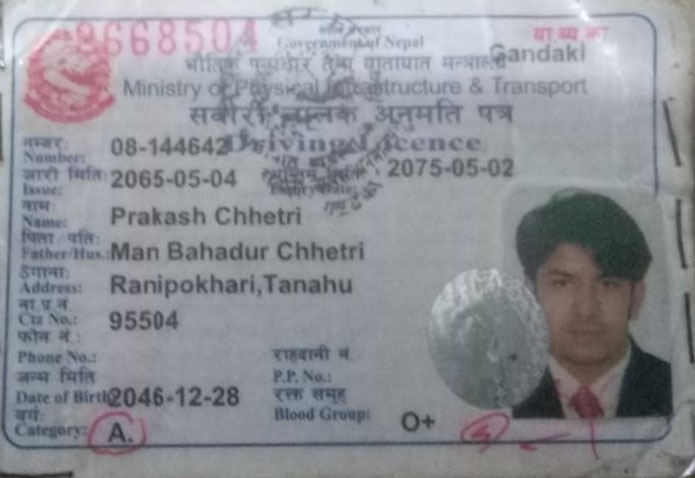 8668504
नेपाल सरकार
Government of Nepal
या.व्य.का
Gandaki
भौतिक पूर्वाधार तथा यातायात मन्त्रालय
Ministry of Physical Infrastructure & Transport
सवारी चालक अनुमति पत्र
Driving Licence
नम्बर:
Number: 08-144642
जारी मिति:
Issue: 2065-05-04 2075-05-02
नाम:
Name: Prakash Chhetri
पिता/पति:
Father/Hus.: Man Bahadur Chhetri
ठेगाना:
Address: Ranipokhari,Tanahu
ना.प्र.नं.
Ctz No.: 95504
फोन नं.:
Phone No.: राहदानी नं.
जन्म मिति P.P. No.:
Date of Birth 2046-12-28 रक्त समूह
वर्ग: Blood Group: O+
Category: A.